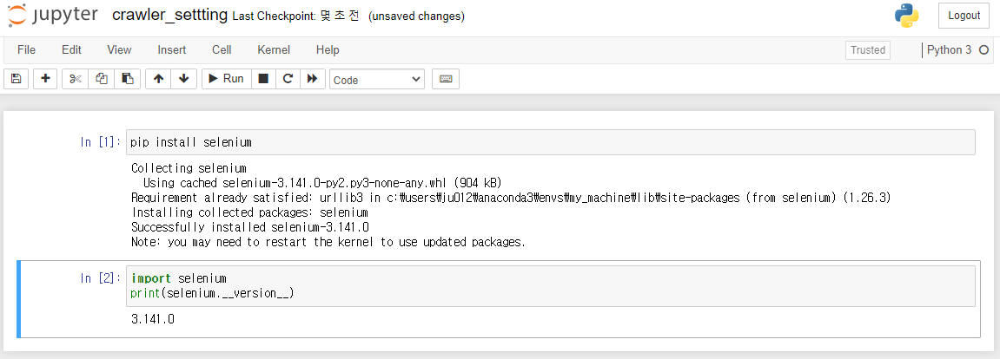 jupyter crawler_settting Last Checkpoint: 몇 초 전 (unsaved changes) Logout
File Edit View Insert Cell Kernel Help Trusted Python 3
Run Code
In [1]: pip install selenium
Collecting selenium
Using cached selenium-3.141.0-py2.py3-none-any.whl (904 kB)
Requirement already satisfied: urllib3 in c:₩users₩ju012₩anaconda3₩envs₩my_machine₩lib₩site-packages (from selenium) (1.26.3)
Installing collected packages: selenium
Successfully installed selenium-3.141.0
Note: you may need to restart the kernel to use updated packages.
In [2]: import selenium
print(selenium.__version__)
3.141.0